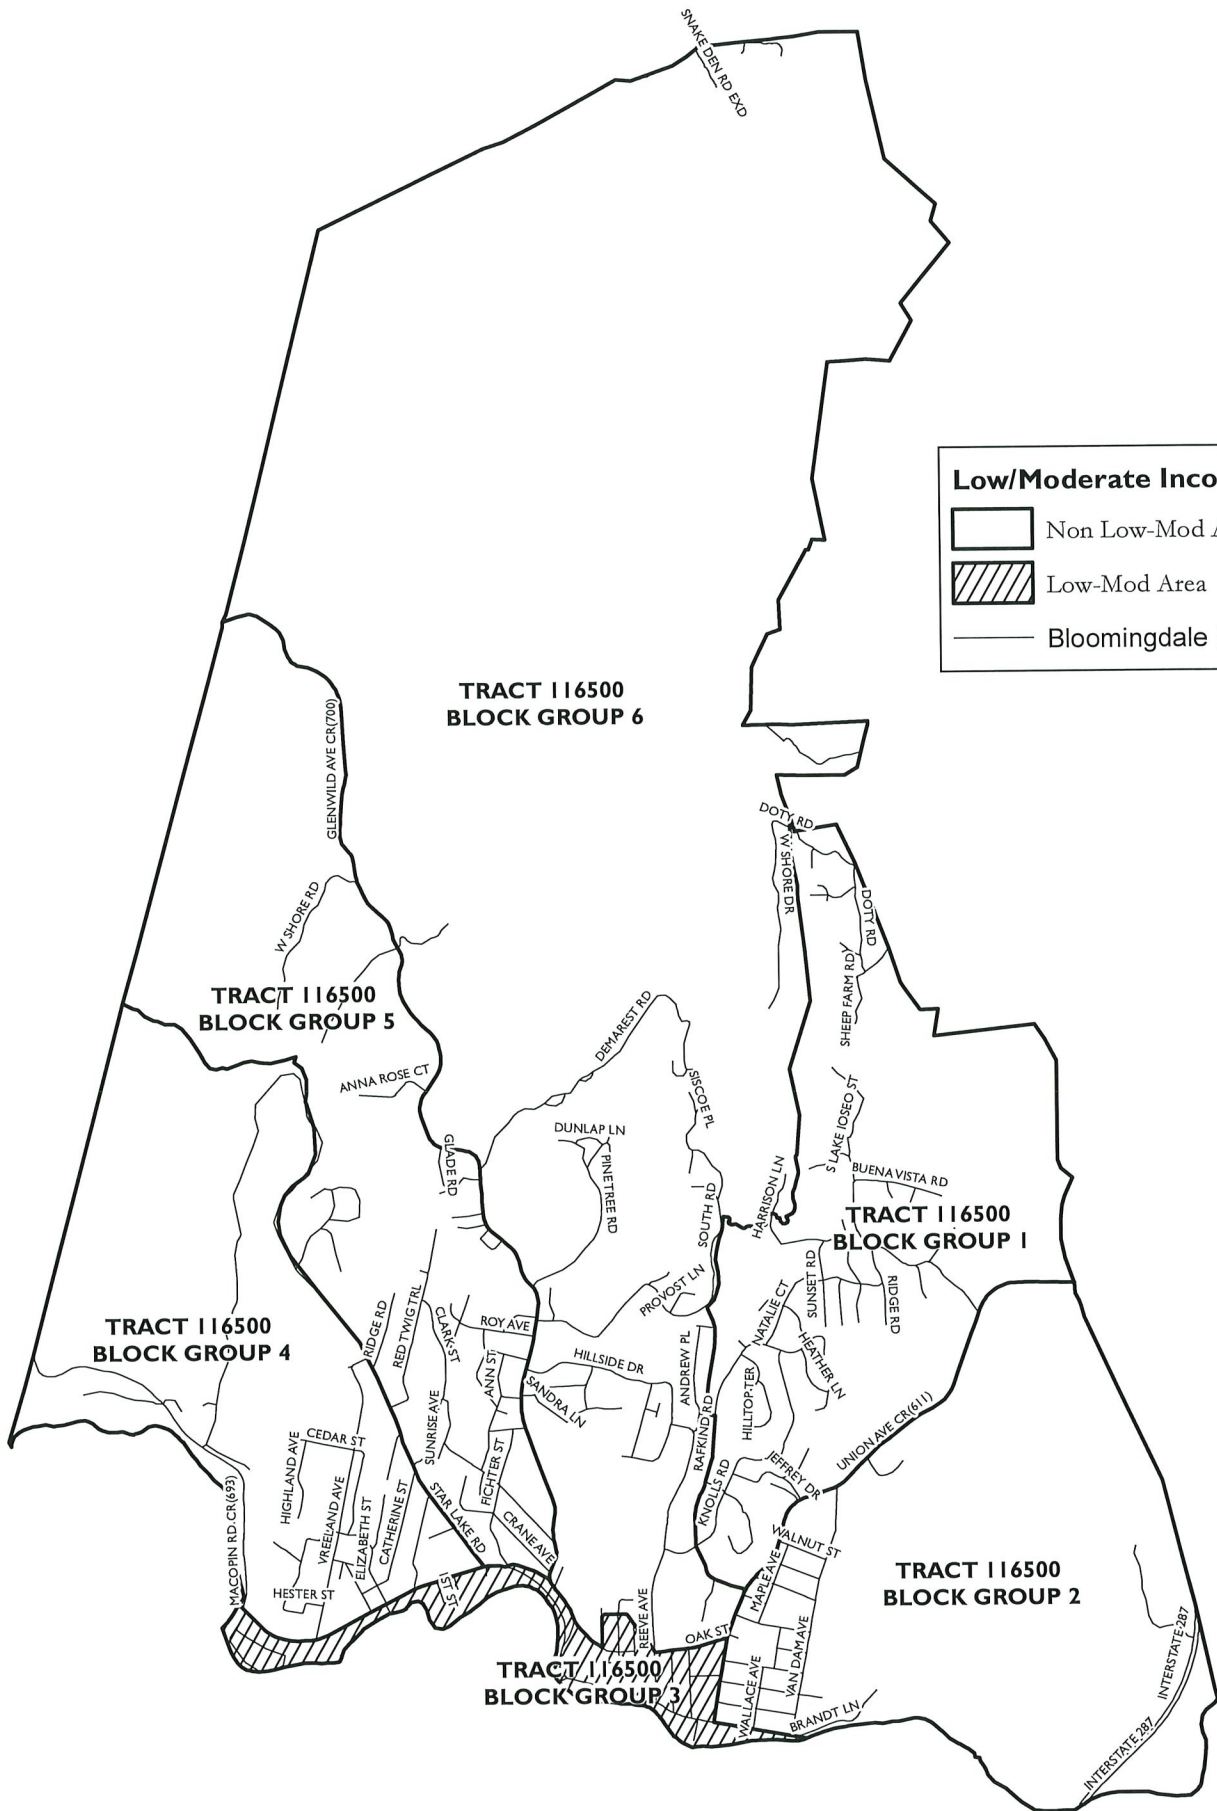 SNAKE DEN RD EXD
Low/Moderate Inco
Non Low-Mod A
Low-Mod Area
Bloomingdale
TRACT 116500
BLOCK GROUP 6
GLENWILD AVE CR(700)
DOTY RD
W SHORE DR
W SHORE RD
DOTY RD
SHEEP FARM RD
TRACT 116500
BLOCK GROUP 5
DEMAREST RD
ANNA ROSE CT
SISCOE PL
S LAKE IOSEO ST
DUNLAP LN
PINE TREE RD
GLADE RD
HARRISON LN
BUENA VISTA RD
SOUTH RD
TRACT 116500
BLOCK GROUP 1
PROVOST LN
SUNSET RD
RIDGE RD
NATALIE CT
RED TWIG TRL
RIDGE RD
CLARK ST
ROY AVE
TRACT 116500
BLOCK GROUP 4
HILLSIDE DR
ANDREW PL
HEATHER LN
ANN ST
SANDRA LN
HILLTOP TER
SUNRISE AVE
RAFKIND RD
UNION AVE CR(611)
CEDAR ST
HIGHLAND AVE
FICHTER ST
JEFFREY DR
KNOLLS RD
MACOPIN RD. CR(693)
VREELAND AVE
ELIZABETH ST
CATHERINE ST
STAR LAKE RD
CRANE AVE
WALNUT ST
MAPLE AVE
TRACT 116500
BLOCK GROUP 2
HESTER ST
1ST ST
REEVE AVE
OAK ST
VAN DAM AVE
INTERSTATE 287
TRACT 116500
BLOCK GROUP 3
WALLACE AVE
BRANDT LN
INTERSTATE 287